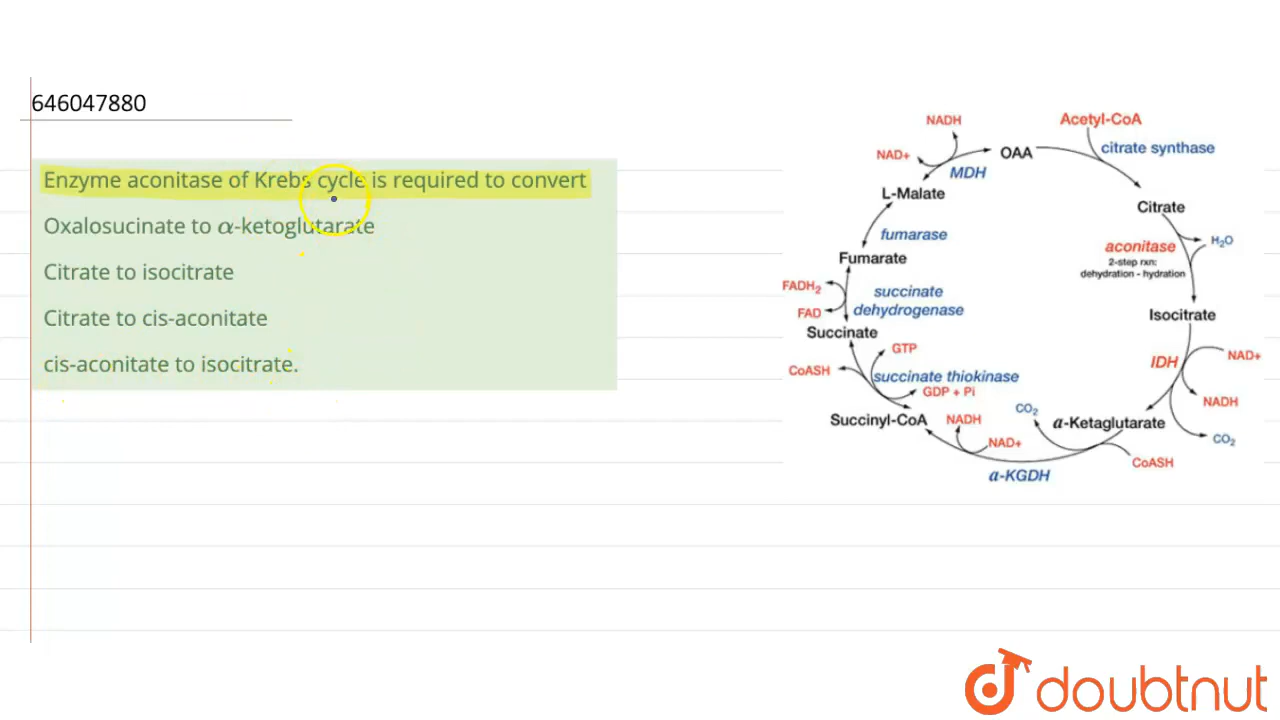 646047880
Enzyme aconitase of Krebs cycle is required to convert
Oxalosucinate to α-ketoglutarate
Citrate to isocitrate
Citrate to cis-aconitate
cis-aconitate to isocitrate.
NADH
Acetyl-CoA
NAD+
OAA
citrate synthase
MDH
L-Malate
Citrate
fumarase
aconitase
H₂O
2-step rxn:
dehydration - hydration
Fumarate
FADH₂
succinate
dehydrogenase
FAD
Isocitrate
Succinate
GTP
IDH
NAD+
CoASH
succinate thiokinase
GDP + Pi
NADH
CO₂
Succinyl-CoA
NADH
α-Ketaglutarate
NAD+
CO₂
CoASH
α-KGDH
doubtnut